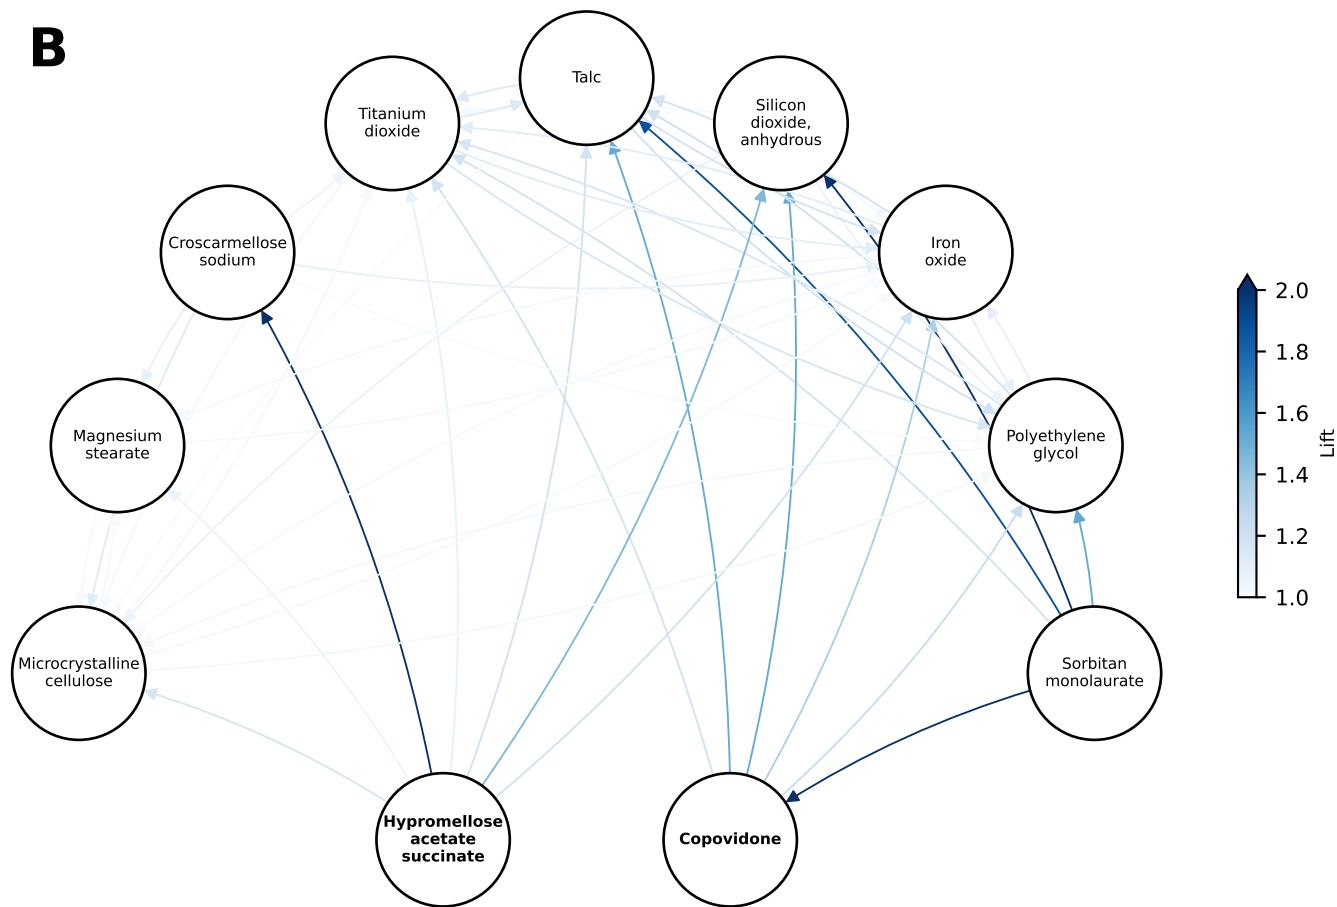 B
Talc
Titanium
dioxide
Silicon
dioxide,
anhydrous
Croscarmellose
sodium
Iron
oxide
Magnesium
stearate
Polyethylene
glycol
Microcrystalline
cellulose
Sorbitan
monolaurate
Hypromellose
acetate
succinate
Copovidone
2.0
1.8
1.6
1.4
1.2
1.0
Lift